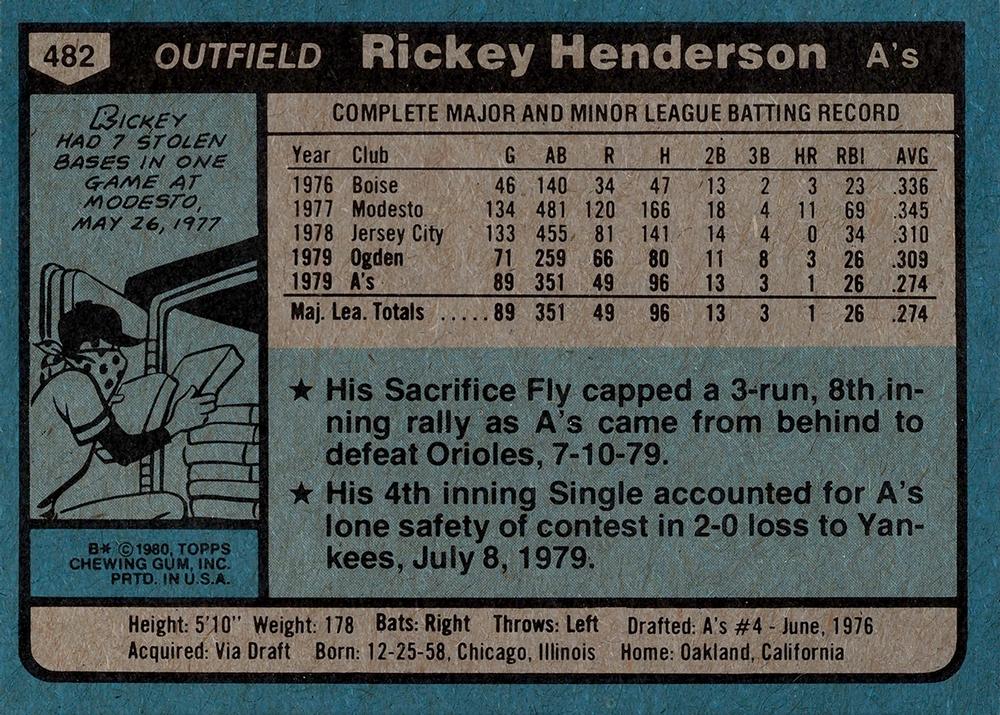 482 OUTFIELD Rickey Henderson A's
RICKEY
HAD 7 STOLEN
BASES IN ONE
GAME AT
MODESTO,
MAY 26, 1977
COMPLETE MAJOR AND MINOR LEAGUE BATTING RECORD
Year Club G AB R H 2B 3B HR RBI AVG
1976 Boise 46 140 34 47 13 2 3 23 .336
1977 Modesto 134 481 120 166 18 4 11 69 .345
1978 Jersey City 133 455 81 141 14 4 0 34 .310
1979 Ogden 71 259 66 80 11 8 3 26 .309
1979 A's 89 351 49 96 13 3 1 26 .274
Maj. Lea. Totals ..... 89 351 49 96 13 3 1 26 .274
★ His Sacrifice Fly capped a 3-run, 8th in-
ning rally as A's came from behind to
defeat Orioles, 7-10-79.
★ His 4th inning Single accounted for A's
lone safety of contest in 2-0 loss to Yan-
kees, July 8, 1979.
B* ©1980, TOPPS
CHEWING GUM, INC.
PRTD. IN U.S.A.
Height: 5'10" Weight: 178 Bats: Right Throws: Left Drafted: A's #4 - June, 1976
Acquired: Via Draft Born: 12-25-58, Chicago, Illinois Home: Oakland, California